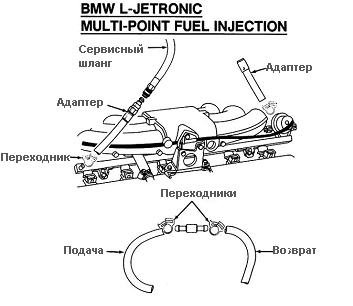 BMW L-JETRONIC
MULTI-POINT FUEL INJECTION
Сервисный
шланг
Адаптер
Адаптер
Переходник
Переходники
Подача
Возврат